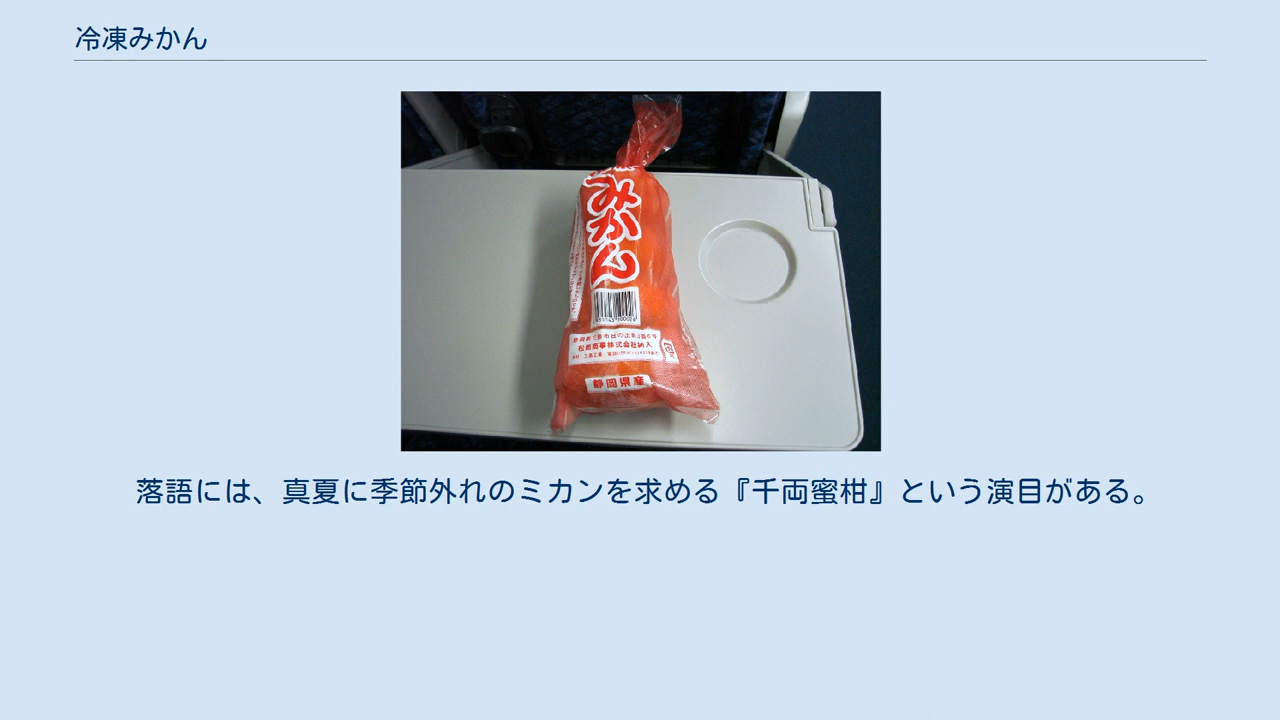 冷凍みかん
みかん
静岡県産
落語には、真夏に季節外れのミカンを求める『千両蜜柑』という演目がある。